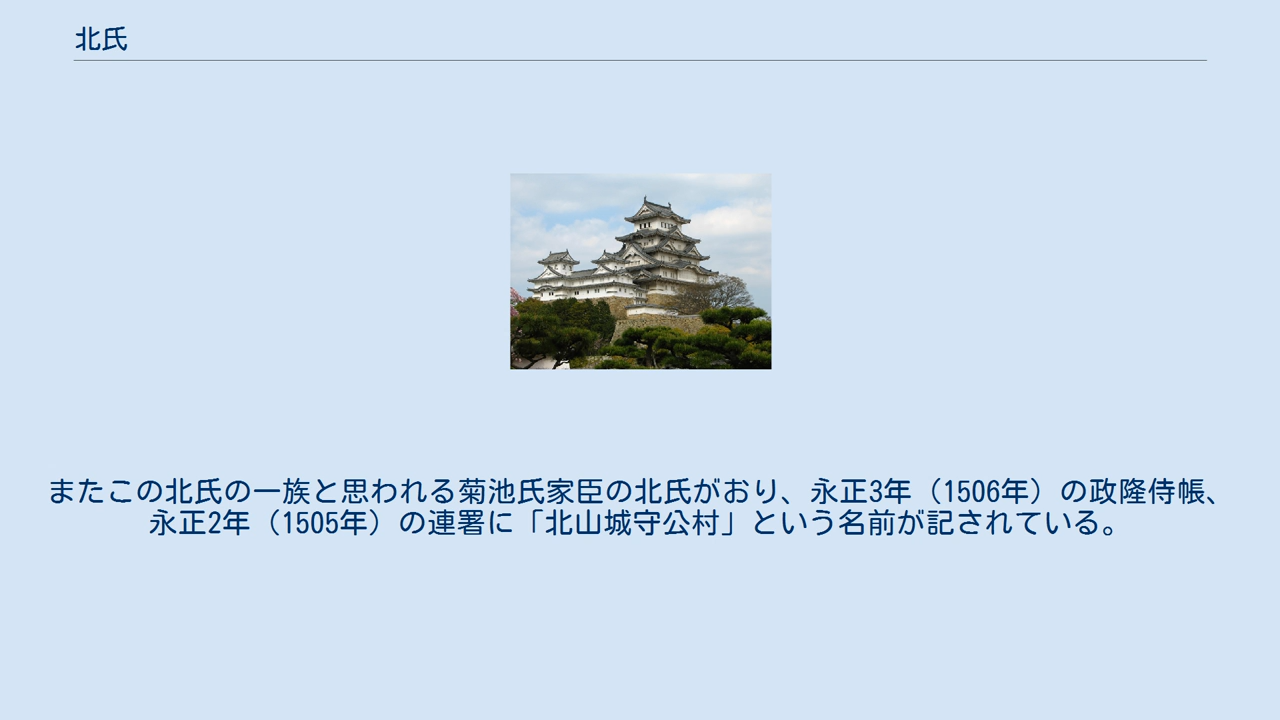 北氏
またこの北氏の一族と思われる菊池氏家臣の北氏がおり、永正3年（1506年）の政隆侍帳、
永正2年（1505年）の連署に「北山城守公村」という名前が記されている。